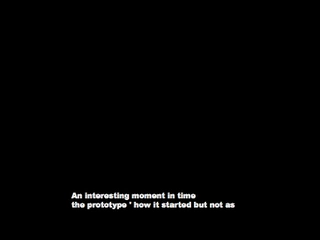 An interesting moment in time
the prototype ' how it started but not as